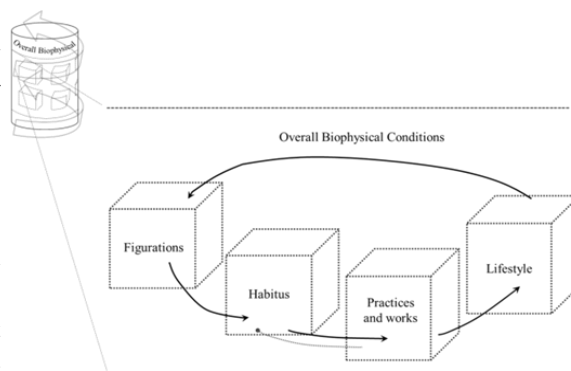 Overall Biophysical
Overall Biophysical Conditions
Figurations
Habitus
Practices
and works
Lifestyle